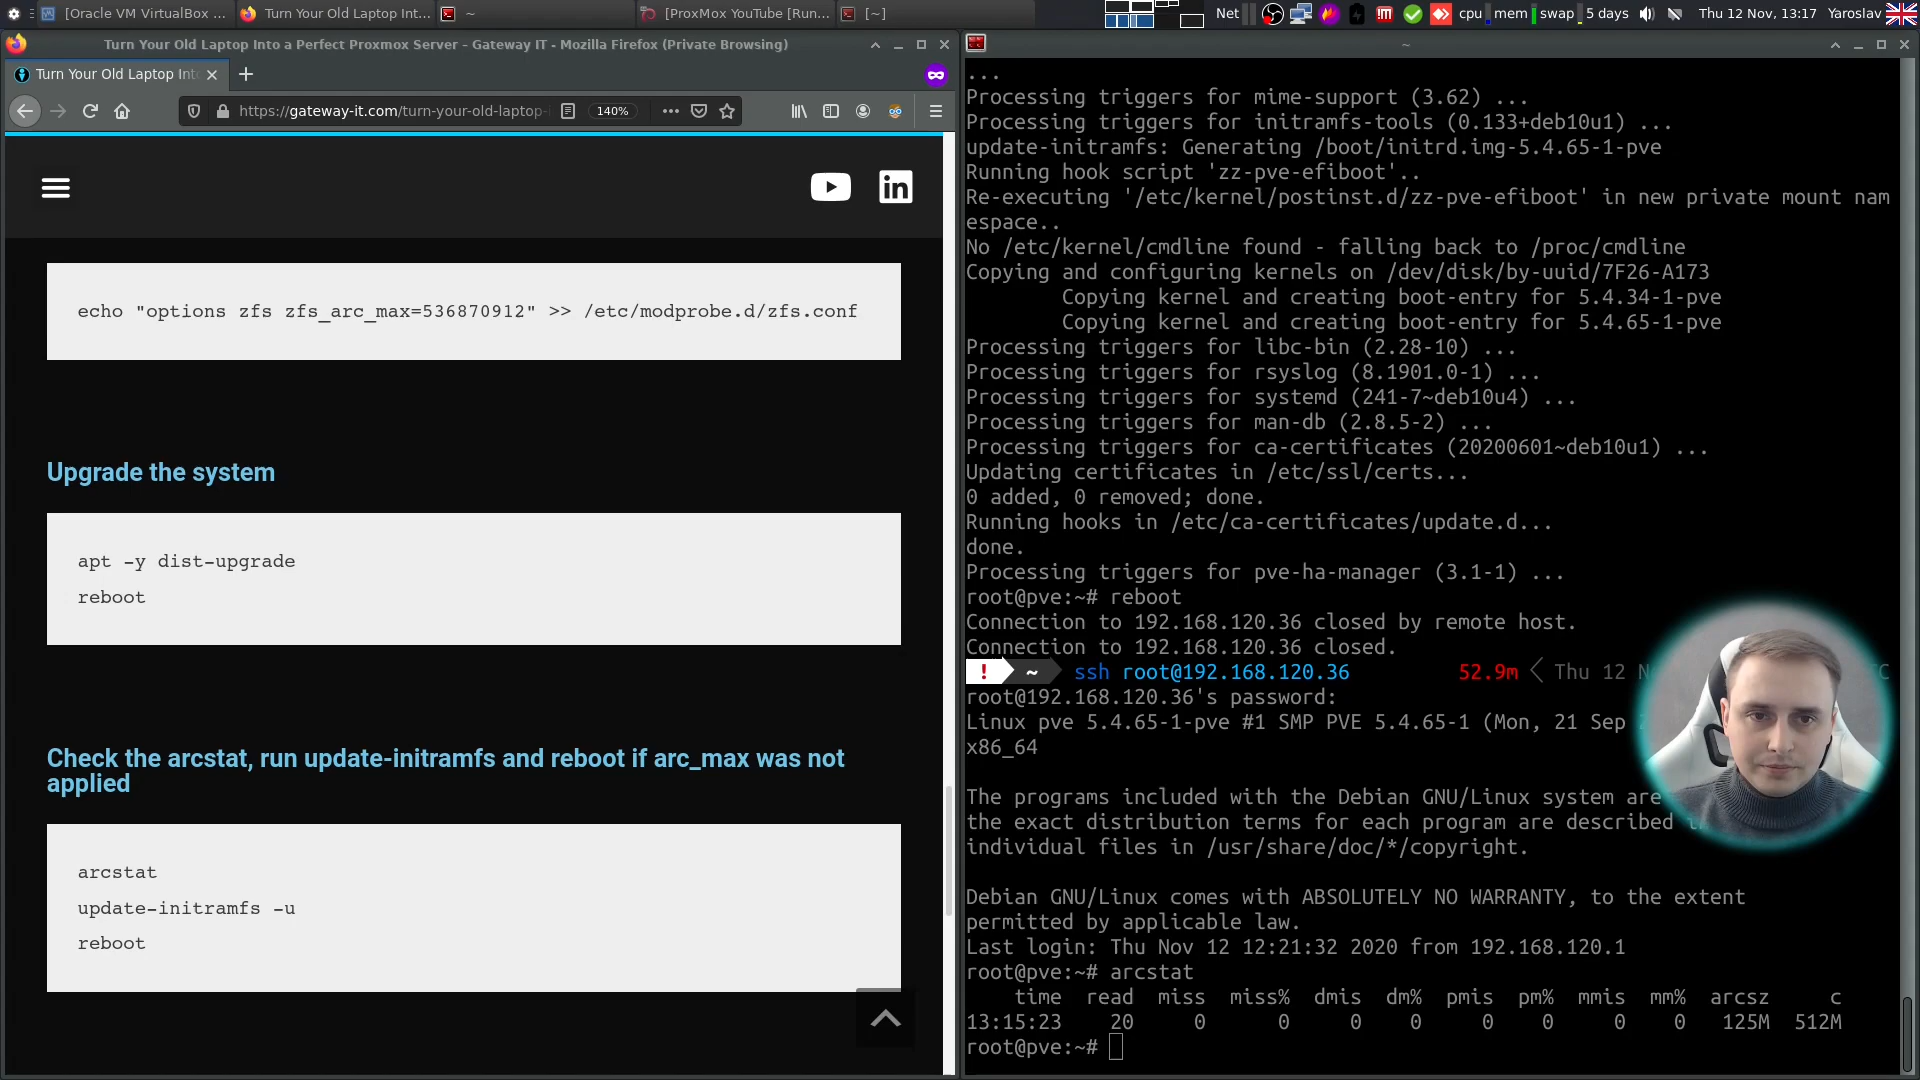 [Oracle VM VirtualBox ...
Turn Your Old Laptop Int...
~
[ProxMox YouTube [Run...
[~]
Net
cpu
mem
swap
5 days
Thu 12 Nov, 13:17
Yaroslav
Turn Your Old Laptop Into a Perfect Proxmox Server - Gateway IT - Mozilla Firefox (Private Browsing)
~
Turn Your Old Laptop Into
https://gateway-it.com/turn-your-old-laptop-
140%
echo "options zfs zfs_arc_max=536870912" >> /etc/modprobe.d/zfs.conf
Upgrade the system
apt -y dist-upgrade
reboot
Check the arcstat, run update-initramfs and reboot if arc_max was not
applied
arcstat
update-initramfs -u
reboot
...
Processing triggers for mime-support (3.62) ...
Processing triggers for initramfs-tools (0.133+deb10u1) ...
update-initramfs: Generating /boot/initrd.img-5.4.65-1-pve
Running hook script 'zz-pve-efiboot'..
Re-executing '/etc/kernel/postinst.d/zz-pve-efiboot' in new private mount nam
espace..
No /etc/kernel/cmdline found - falling back to /proc/cmdline
Copying and configuring kernels on /dev/disk/by-uuid/7F26-A173
Copying kernel and creating boot-entry for 5.4.34-1-pve
Copying kernel and creating boot-entry for 5.4.65-1-pve
Processing triggers for libc-bin (2.28-10) ...
Processing triggers for rsyslog (8.1901.0-1) ...
Processing triggers for systemd (241-7~deb10u4) ...
Processing triggers for man-db (2.8.5-2) ...
Processing triggers for ca-certificates (20200601~deb10u1) ...
Updating certificates in /etc/ssl/certs...
0 added, 0 removed; done.
Running hooks in /etc/ca-certificates/update.d...
done.
Processing triggers for pve-ha-manager (3.1-1) ...
root@pve:~# reboot
Connection to 192.168.120.36 closed by remote host.
Connection to 192.168.120.36 closed.
! ~ ssh root@192.168.120.36 52.9m < Thu 12
root@192.168.120.36's password:
Linux pve 5.4.65-1-pve #1 SMP PVE 5.4.65-1 (Mon, 21 Sep
x86_64
The programs included with the Debian GNU/Linux system are
the exact distribution terms for each program are described
individual files in /usr/share/doc/*/copyright.
Debian GNU/Linux comes with ABSOLUTELY NO WARRANTY, to the extent
permitted by applicable law.
Last login: Thu Nov 12 12:21:32 2020 from 192.168.120.1
root@pve:~# arcstat
time read miss miss% dmis dm% pmis pm% mmis mm% arcsz c
13:15:23 20 0 0 0 0 0 0 0 0 125M 512M
root@pve:~#